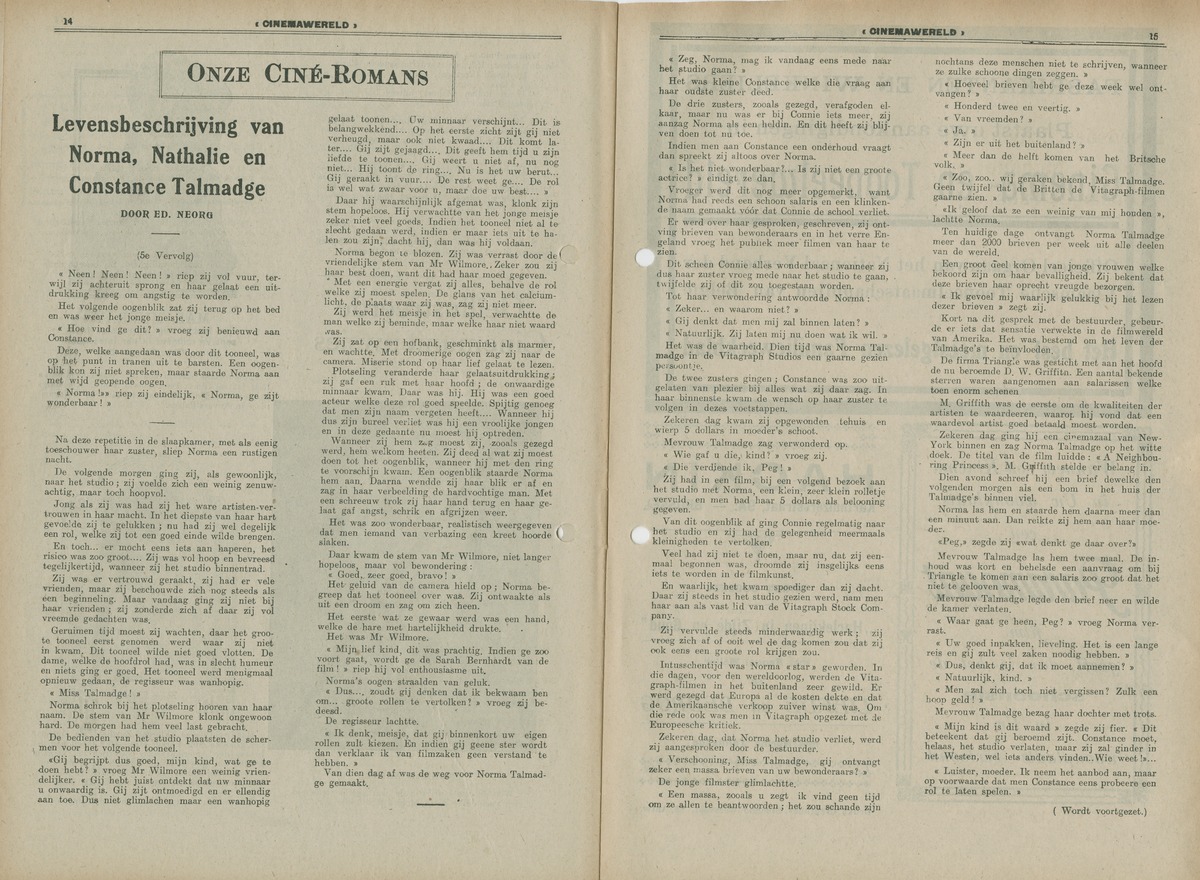 14
« CINEMAWERELD »
ONZE CINÉ-ROMANS
Levensbeschrijving van
Norma, Nathalie en
Constance Talmadge
DOOR ED. NEORG
(5e Vervolg)
« Neen! Neen! Neen! » riep zij vol vuur, ter-
wijl zij achteruit sprong en haar gelaat een uit-
drukking kreeg om angstig te worden.
Het volgende oogenblik zat zij terug op het bed
en was weer het jonge meisje.
« Hoe vind ge dit? » vroeg zij benieuwd aan
Constance.
Deze, welke aangedaan was door dit tooneel, was
op het punt in tranen uit te barsten. Een oogen-
blik kon zij niet spreken, maar staarde Norma aan
met wijd geopende oogen.
« Norma!» riep zij eindelijk, « Norma, ge zijt
wonderbaar! »
Na deze repetitie in de slaapkamer, met als eenig
toeschouwer haar zuster, sliep Norma een rustigen
nacht.
De volgende morgen ging zij, als gewoonlijk,
naar het studio; zij voelde zich een weinig zenuw-
achtig, maar toch hoopvol.
Jong als zij was had zij het ware artisten-ver-
trouwen in haar macht. In het diepste van haar hart
gevoelde zij te gelukken; nu had zij wel degelijk
een rol, welke zij tot een goed einde wilde brengen.
En toch... er mocht eens iets aan haperen, het
risico was zoo groot.... Zij was vol hoop en bevreesd
tegelijkertijd, wanneer zij het studio binnentrad.
Zij was er vertrouwd geraakt, zij had er vele
vrienden, maar zij beschouwde zich nog steeds als
een beginneling. Maar vandaag ging zij niet bij
haar vrienden; zij zonderde zich af daar zij vol
vreemde gedachten was.
Geruimen tijd moest zij wachten, daar het groo-
te tooneel eerst genomen werd waar zij niet
in kwam. Dit tooneel wilde niet goed vlotten. De
dame, welke de hoofdrol had, was in slecht humeur
en niets ging er goed. Het tooneel werd menigmaal
opnieuw gedaan, de regisseur was wanhopig.
« Miss Talmadge! »
Norma schrok bij het plotseling hooren van haar
naam. De stem van Mr Wilmore klonk ongewoon
hard. De morgen had hem veel last gebracht.
De bedienden van het studio plaatsten de scher-
men voor het volgende tooneel.
«Gij begrijpt dus goed, mijn kind, wat ge te
doen hebt? » vroeg Mr Wilmore een weinig vrien-
delijker. « Gij hebt juist ontdekt dat uw minnaar
u onwaardig is. Gij zijt ontmoedigd en er ellendig
aan toe. Dus niet glimlachen maar een wanhopig
gelaat toonen.... Uw minnaar verschijnt... Dit is
belangwekkend.... Op het eerste zicht zijt gij niet
verheugd, maar ook niet kwaad.... Dit komt la-
ter.... Gij zijt gejaagd.... Dit geeft hem tijd u zijn
liefde te toonen.... Gij weert u niet af, nu nog
niet... Hij toont de ring... Nu is het uw beurt...
Gij geraakt in vuur.... De rest weet ge.... De rol
is wel wat zwaar voor u, maar doe uw best.... »
Daar hij waarschijnlijk afgemat was, klonk zijn
stem hopeloos. Hij verwachtte van het jonge meisje
zeker niet veel goeds. Indien het tooneel niet al te
slecht gedaan werd, indien er maar iets uit te ha-
len zou zijn, dacht hij, dan was hij voldaan.
Norma begon te blozen. Zij was verrast door de
vriendelijke stem van Mr Wilmore. Zeker zou zij
haar best doen, want dit had haar moed gegeven.
Met een energie vergat zij alles, behalve de rol
welke zij moest spelen. De glans van het calcium-
licht, de plaats waar zij was, zag zij niet meer.
Zij werd het meisje in het spel, verwachtte de
man welke zij beminde, maar welke haar niet waard
was.
Zij zat op een hofbank, geschminkt als marmer,
en wachtte. Met droomerige oogen zag zij naar de
camera. Miserie stond op haar lief gelaat te lezen.
Plotseling veranderde haar gelaatsuitdrukking;
zij gaf een ruk met haar hoofd; de onwaardige
minnaar kwam. Daar was hij. Hij was een goed
acteur welke deze rol goed speelde. Spijtig genoeg
dat men zijn naam vergeten heeft.... Wanneer hij
dus zijn bureel verliet was hij een vroolijke jongen
en in deze gedaante nu moest hij optreden.
Wanneer zij hem zag moest zij, zooals gezegd
werd, hem welkom heeten. Zij deed al wat zij moest
doen tot het oogenblik, wanneer hij met den ring
te voorschijn kwam. Een oogenblik staarde Norma
hem aan. Daarna wendde zij haar blik er af en
zag in haar verbeelding de hardvochtige man. Met
een schreeuw trok zij haar hand terug en haar ge-
laat gaf angst, schrik en afgrijzen weer.
Het was zoo wonderbaar, realistisch weergegeven
dat men iemand van verbazing een kreet hoorde
slaken.
Daar kwam de stem van Mr Wilmore, niet langer
hopeloos, maar vol bewondering:
« Goed, zeer goed, bravo! »
Het geluid van de camera hield op; Norma be-
greep dat het tooneel over was. Zij ontwaakte als
uit een droom en zag om zich heen.
Het eerste wat ze gewaar werd was een hand,
welke de hare met hartelijkheid drukte.
Het was Mr Wilmore.
« Mijn lief kind, dit was prachtig. Indien ge zoo
voort gaat, wordt ge de Sarah Bernhardt van de
film! » riep hij vol enthousiasme uit.
Norma's oogen straalden van geluk.
« Dus..., zoudt gij denken dat ik bekwaam ben
om... groote rollen te vertolken? » vroeg zij be-
deesd.
De regisseur lachtte.
« Ik denk, meisje, dat gij binnenkort uw eigen
rollen zult kiezen. En indien gij geene ster wordt
dan verklaar ik van filmzaken geen verstand te
hebben. »
Van dien dag af was de weg voor Norma Talmad-
ge gemaakt.
« CINEMAWERELD »
15
« Zeg, Norma, mag ik vandaag eens mede naar
het studio gaan? »
Het was kleine Constance welke die vraag aan
haar oudste zuster deed.
De drie zusters, zooals gezegd, verafgoden el-
kaar, maar nu was er bij Connie iets meer, zij
aanzag Norma als een heldin. En dit heeft zij blij-
ven doen tot nu toe.
Indien men aan Constance een onderhoud vraagt
dan spreekt zij altoos over Norma.
« Is het niet wonderbaar?... Is zij niet een groote
actrice? » eindigt ze dan.
Vroeger werd dit nog meer opgemerkt, want
Norma had reeds een schoon salaris en een klinken-
de naam gemaakt vóór dat Connie de school verliet.
Er werd over haar gesproken, geschreven, zij ont-
ving brieven van bewonderaars en in het verre En-
geland vroeg het publiek meer filmen van haar te
zien.
Dit scheen Connie alles wonderbaar; wanneer zij
dus haar zuster vroeg mede naar het studio te gaan,
twijfelde zij of dit zou toegestaan worden.
Tot haar verwondering antwoordde Norma:
« Zeker... en waarom niet? »
« Gij denkt dat men mij zal binnen laten? »
« Natuurlijk. Zij laten mij nu doen wat ik wil. »
Het was de waarheid. Dien tijd was Norma Tal-
madge in de Vitagraph Studios een gaarne gezien
persoontje.
De twee zusters gingen; Constance was zoo uit-
gelaten van plezier bij alles wat zij daar zag. In
haar binnenste kwam de wensch op haar zuster te
volgen in dezes voetstappen.
Zekeren dag kwam zij opgewonden tehuis en
wierp 5 dollars in moeder's schoot.
Mevrouw Talmadge zag verwonderd op.
« Wie gaf u die, kind? » vroeg zij.
« Die verdiende ik, Peg! »
Zij had in een film, bij een volgend bezoek aan
het studio met Norma, een klein, zeer klein rolletje
vervuld, en men had haar 5 dollars als belooning
gegeven.
Van dit oogenblik af ging Connie regelmatig naar
het studio en zij had de gelegenheid meermaals
kleinigheden te vertolken.
Veel had zij niet te doen, maar nu, dat zij een-
maal begonnen was, droomde zij insgelijks eens
iets te worden in de filmkunst.
En waarlijk, het kwam spoediger dan zij dacht.
Daar zij steeds in het studio gezien werd, nam men
haar aan als vast lid van de Vitagraph Stock Com-
pany.
Zij vervulde steeds minderwaardig werk; zij
vroeg zich af of ooit wel de dag komen zou dat zij
ook eens een groote rol krijgen zou.
Intusschentijd was Norma « star » geworden. In
die dagen, voor den wereldoorlog, werden de Vita-
graph-filmen in het buitenland zeer gewild. Er
werd gezegd dat Europa al de kosten dekte en dat
de Amerikaansche verkoop zuiver winst was. Om
die rede ook was men in Vitagraph opgezet met de
Europeesche kritiek.
Zekeren dag, dat Norma het studio verliet, werd
zij aangesproken door de bestuurder.
« Verschooning, Miss Talmadge, gij ontvangt
zeker een massa brieven van uw bewonderaars? »
De jonge filmster glimlachtte.
« Een massa, zooals u zegt ik vind geen tijd
om ze allen te beantwoorden; het zou schande zijn
nochtans deze menschen niet te schrijven, wanneer
ze zulke schoone dingen zeggen. »
« Hoeveel brieven hebt ge deze week wel ont-
vangen? »
« Honderd twee en veertig. »
« Van vreemden? »
« Ja. »
« Zijn er uit het buitenland? »
« Meer dan de helft komen van het Britsche
volk. »
« Zoo, zoo.. wij geraken bekend, Miss Talmadge.
Geen twijfel dat de Britten de Vitagraph-filmen
gaarne zien. »
«Ik geloof dat ze een weinig van mij houden »,
lachtte Norma.
Ten huidige dage ontvangt Norma Talmadge
meer dan 2000 brieven per week uit alle deelen
van de wereld.
Een groot deel komen van jonge vrouwen welke
bekoord zijn om haar bevalligheid. Zij bekent dat
deze brieven haar oprecht vreugde bezorgen.
« Ik gevoel mij waarlijk gelukkig bij het lezen
dezer brieven » zegt zij.
Kort na dit gesprek met de bestuurder, gebeur-
de er iets dat sensatie verwekte in de filmwereld
van Amerika. Het was bestemd om het leven der
Talmadge's te beïnvloeden.
De firma Triangle was gesticht met aan het hoofd
de nu beroemde D. W. Griffith. Een aantal bekende
sterren waren aangenomen aan salarissen welke
toen enorm schenen
M. Griffith was de eerste om de kwaliteiten der
artisten te waardeeren, waarop hij vond dat een
waardevol artist goed betaald moest worden.
Zekeren dag ging hij een cinemazaal van New-
York binnen en zag Norma Talmadge op het witte
doek. De titel van de film luidde: « A Neighbou-
ring Princess ». M. Griffith stelde er belang in.
Dien avond schreef hij een brief dewelke den
volgenden morgen als een bom in het huis der
Talmadge's binnen viel.
Norma las hem en staarde hem daarna meer dan
een minuut aan. Dan reikte zij hem aan haar moe-
der.
«Peg,» zegde zij «wat denkt ge daar over?»
Mevrouw Talmadge las hem twee maal. De in-
houd was kort en behelsde een aanvraag om bij
Triangle te komen aan een salaris zoo groot dat het
niet te gelooven was.
Mevrouw Talmadge legde den brief neer en wilde
de kamer verlaten.
« Waar gaat ge heen, Peg? » vroeg Norma ver-
rast.
« Uw goed inpakken, lieveling. Het is een lange
reis en gij zult veel zaken noodig hebben. »
« Dus, denkt gij, dat ik moet aannemen? »
« Natuurlijk, kind. »
« Men zal zich toch niet vergissen? Zulk een
hoop geld! »
Mevrouw Talmadge bezag haar dochter met trots.
« Mijn kind is dit waard » zegde zij fier. « Dit
beteekent dat gij beroemd zijt. Constance moet,
helaas, het studio verlaten, maar zij zal ginder in
het Westen, wel iets anders vinden..Wie weet!»...
« Luister, moeder. Ik neem het aanbod aan, maar
op voorwaarde dat men Constance eens probeere een
rol te laten spelen. »
( Wordt voortgezet.)